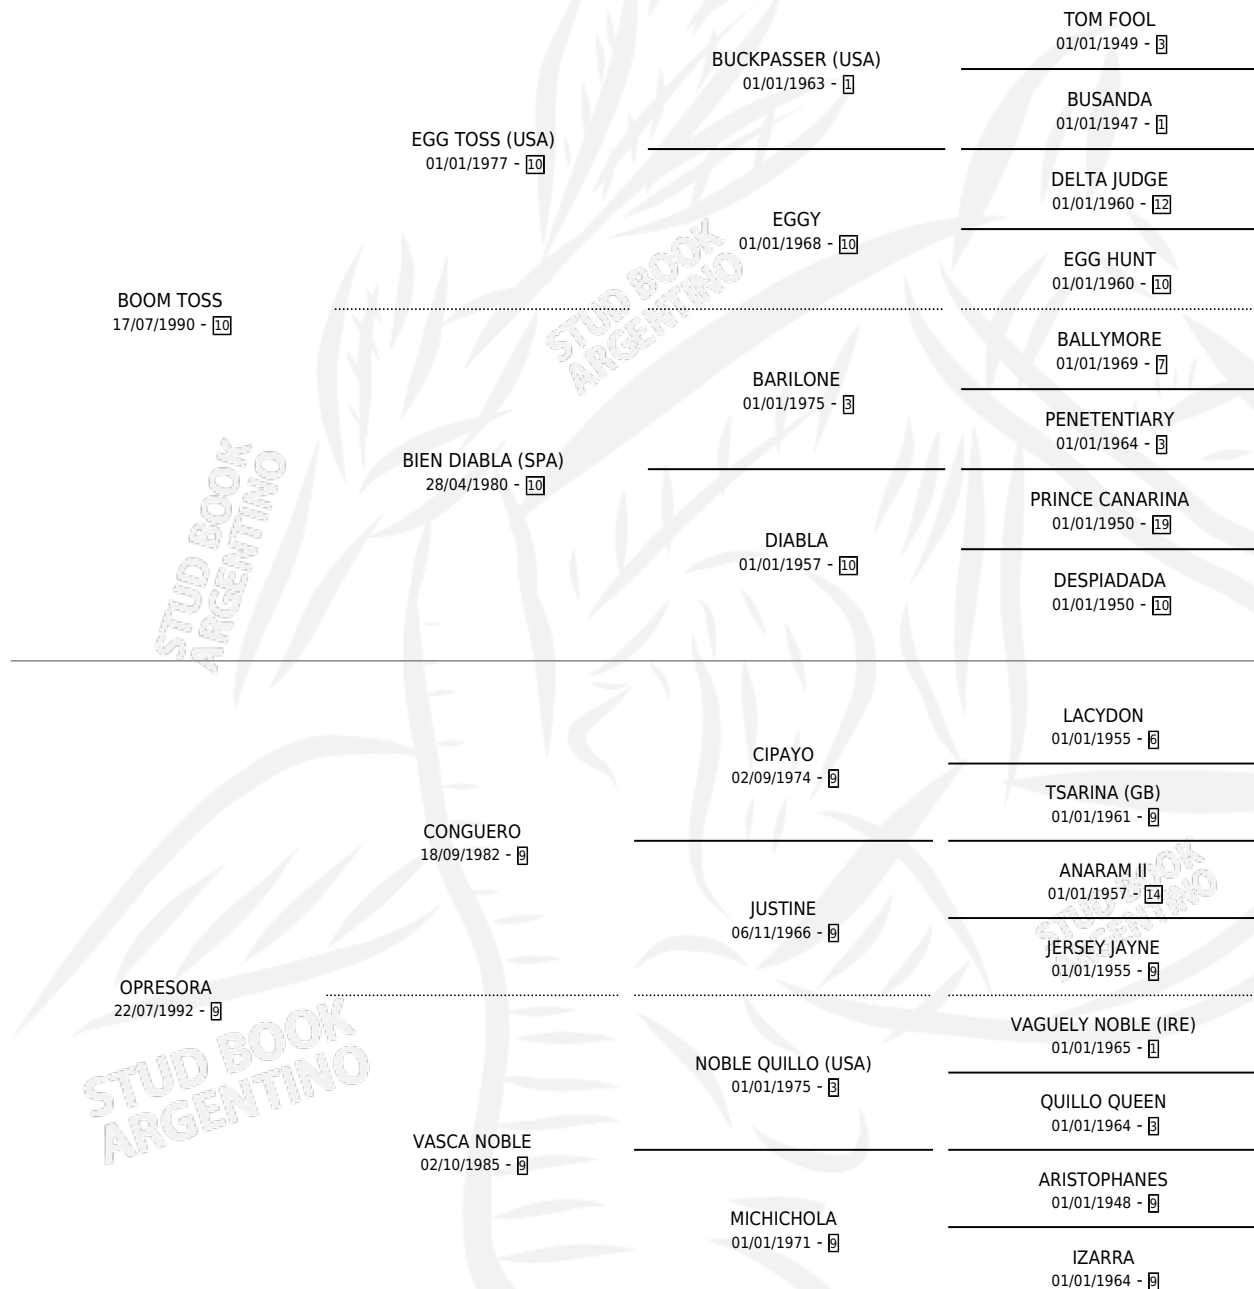 TOM FOOL
01/01/1949 - 3
BUCKPASSER (USA)
01/01/1963 - 1
BUSANDA
01/01/1947 - 1
EGG TOSS (USA)
01/01/1977 - 10
DELTA JUDGE
01/01/1960 - 12
EGGY
01/01/1968 - 10
EGG HUNT
01/01/1960 - 10
BOOM TOSS
17/07/1990 - 10
STUD BOOK
ARGENTINO
BALLYMORE
01/01/1969 - 7
BARILONE
01/01/1975 - 3
PENETENTIARY
01/01/1964 - 3
BIEN DIABLA (SPA)
28/04/1980 - 10
PRINCE CANARINA
01/01/1950 - 19
DIABLA
01/01/1957 - 10
DESPIADADA
01/01/1950 - 10
STUD BOOK
ARGENTINO
LACYDON
01/01/1955 - 6
CIPAYO
02/09/1974 - 9
TSARINA (GB)
01/01/1961 - 9
CONGUERO
18/09/1982 - 9
ANARAM II
01/01/1957 - 14
JUSTINE
06/11/1966 - 9
JERSEY JAYNE
01/01/1955 - 9
STUD BOOK
ARGENTINO
OPRESORA
22/07/1992 - 9
VAGUELY NOBLE (IRE)
01/01/1965 - 1
NOBLE QUILLO (USA)
01/01/1975 - 3
QUILLO QUEEN
01/01/1964 - 3
STUD BOOK
ARGENTINO
VASCA NOBLE
02/10/1985 - 9
ARISTOPHANES
01/01/1948 - 9
MICHICHOLA
01/01/1971 - 9
IZARRA
01/01/1964 - 9